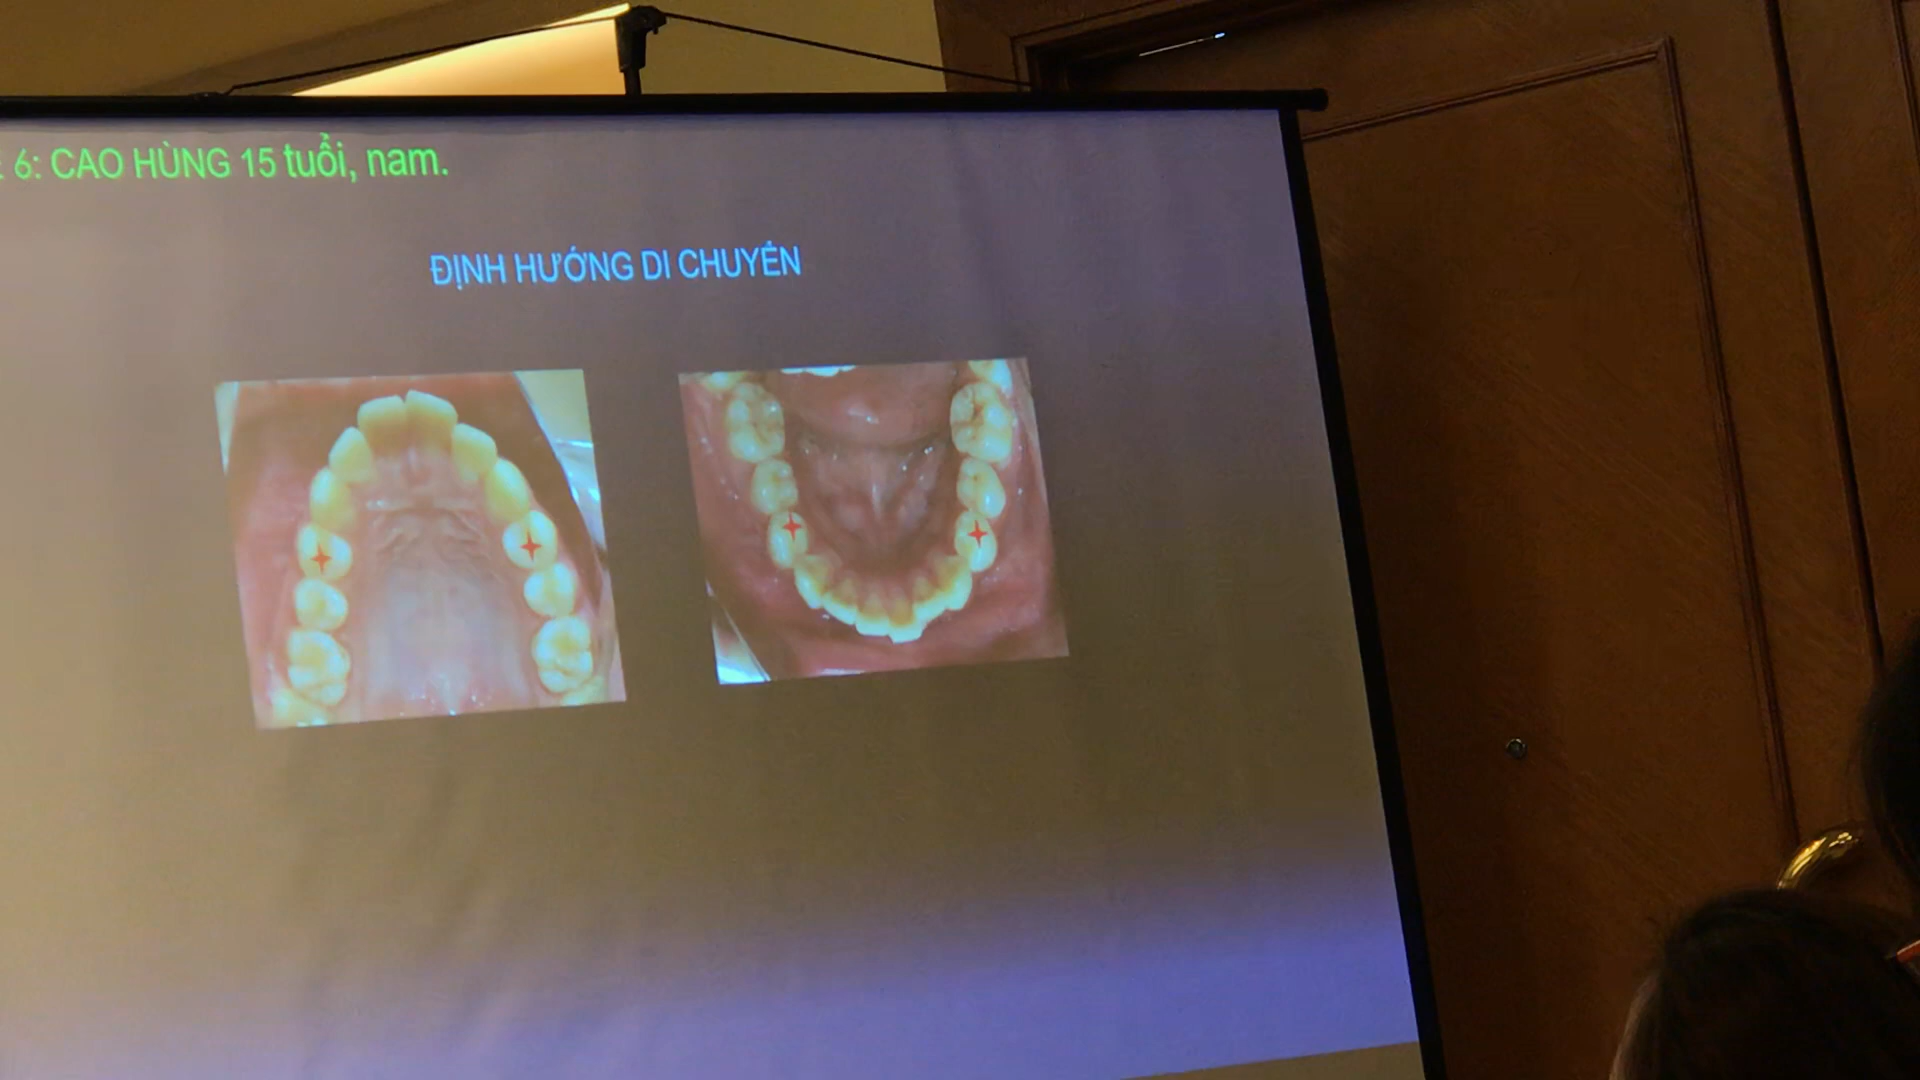 6: CAO HÙNG 15 tuổi, nam.
ĐỊNH HƯỚNG DI CHUYỂN